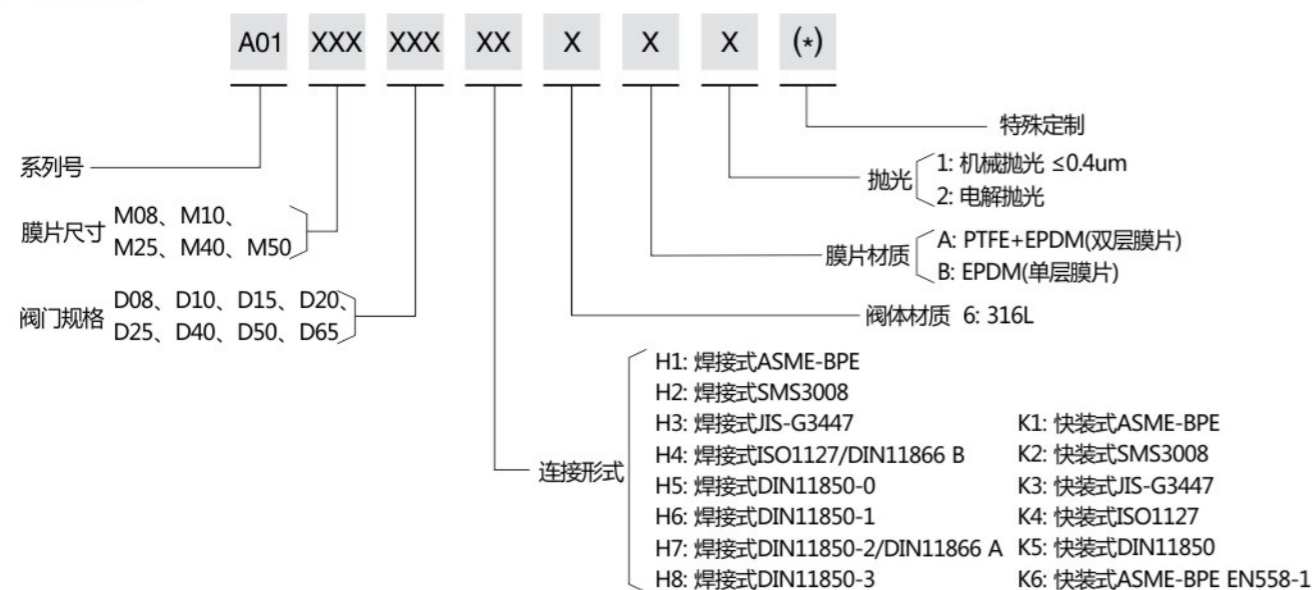 A01 XXX XXX XX X X X (*)
特殊定制
系列号
抛光
1: 机械抛光 ≤0.4um
2: 电解抛光
膜片尺寸
M08、M10、
M25、M40、M50
膜片材质
A: PTFE+EPDM(双层膜片)
B: EPDM(单层膜片)
阀门规格
D08、D10、D15、D20、
D25、D40、D50、D65
阀体材质 6: 316L
连接形式
H1: 焊接式ASME-BPE
H2: 焊接式SMS3008
H3: 焊接式JIS-G3447
H4: 焊接式ISO1127/DIN11866 B
H5: 焊接式DIN11850-0
H6: 焊接式DIN11850-1
H7: 焊接式DIN11850-2/DIN11866 A
H8: 焊接式DIN11850-3
K1: 快装式ASME-BPE
K2: 快装式SMS3008
K3: 快装式JIS-G3447
K4: 快装式ISO1127
K5: 快装式DIN11850
K6: 快装式ASME-BPE EN558-1